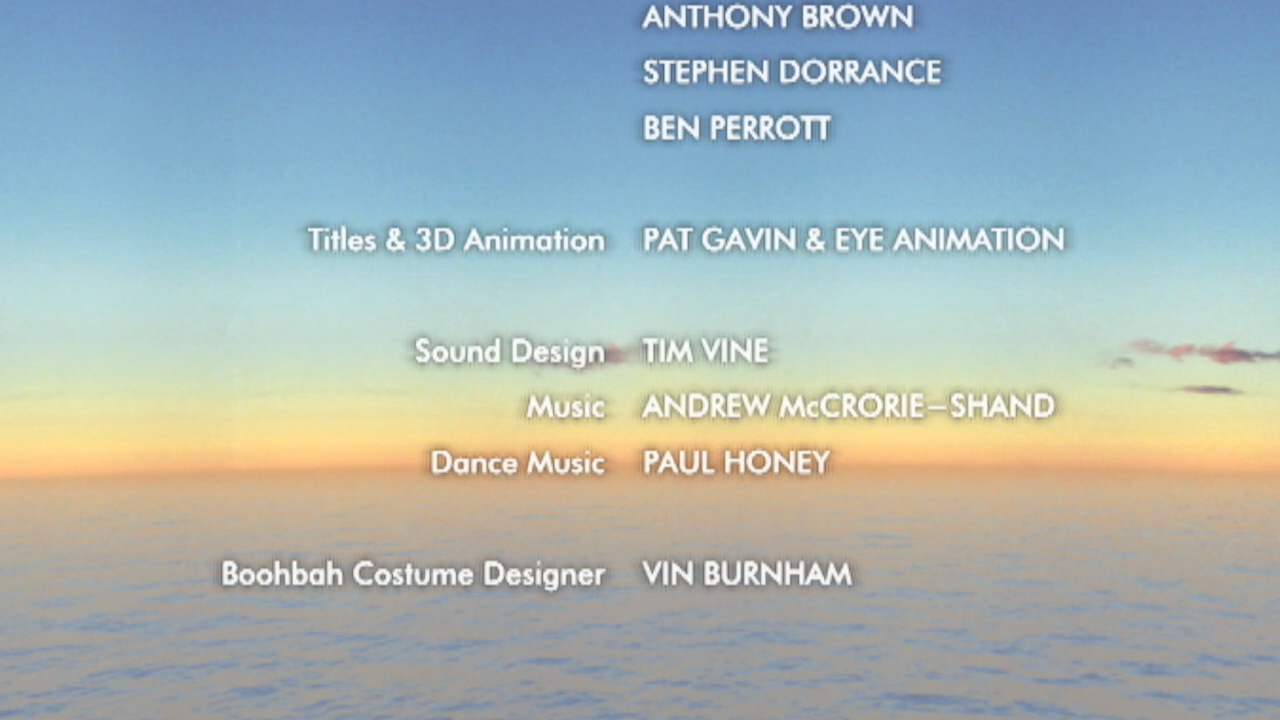 ANTHONY BROWN
STEPHEN DORRANCE
BEN PERROTT
Titles & 3D Animation PAT GAVIN & EYE ANIMATION
Sound Design TIM VINE
Music ANDREW McCRORIE–SHAND
Dance Music PAUL HONEY
Boohbah Costume Designer VIN BURNHAM